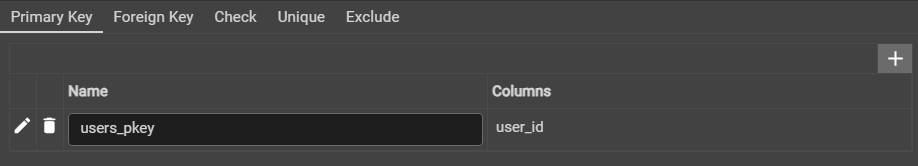 Primary Key Foreign Key Check Unique Exclude
Name Columns
users_pkey user_id